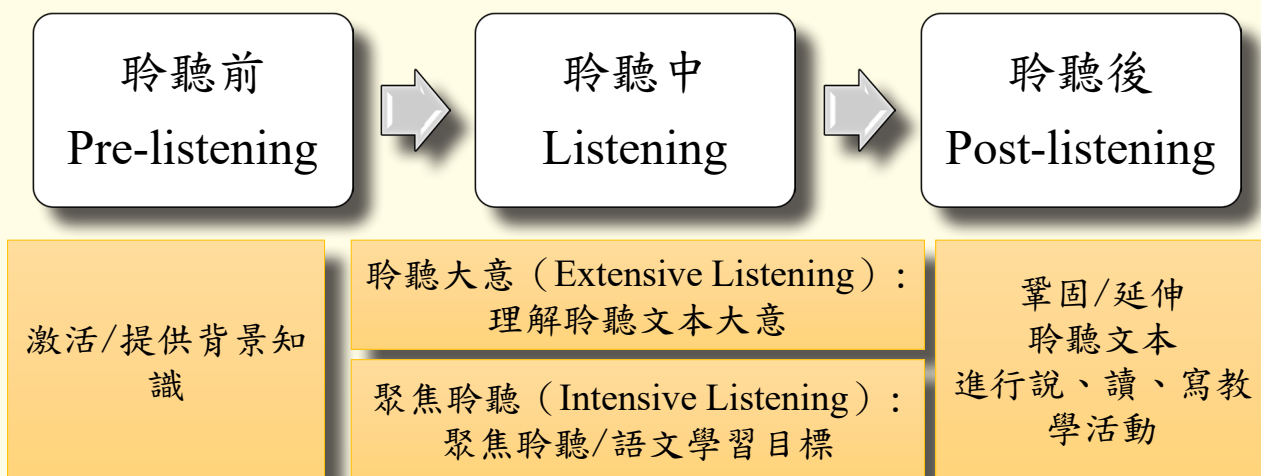 聆聽前
Pre-listening
聆聽中
Listening
聆聽後
Post-listening
激活/提供背景知
識
聆聽大意（Extensive Listening）：
理解聆聽文本大意
聚焦聆聽（Intensive Listening）：
聚焦聆聽/語文學習目標
鞏固/延伸
聆聽文本
進行說、讀、寫教
學活動